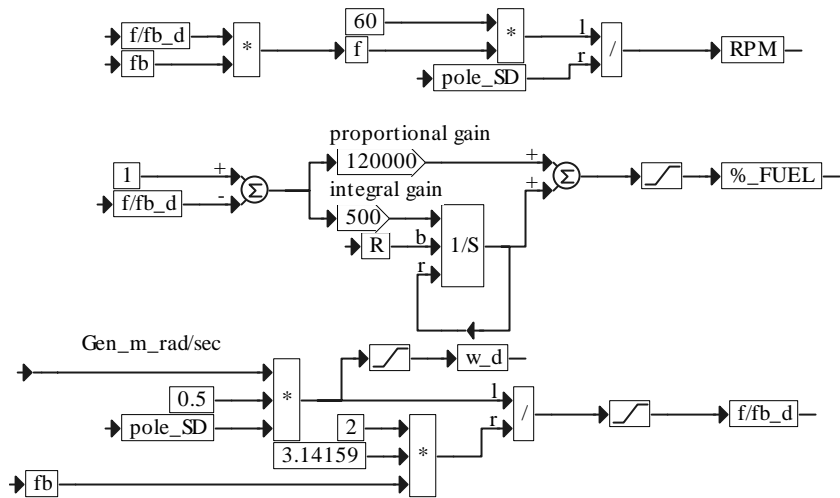 f/fb_d
fb
*
60
f
*
pole_SD
l
r
/
RPM
proportional gain
1
+
f/fb_d
-
Σ
120000
integral gain
500
R
b
r
1/S
+
+
Σ
%_FUEL
Gen_m_rad/sec
0.5
pole_SD
*
w_d
2
3.14159
fb
*
l
r
/
f/fb_d